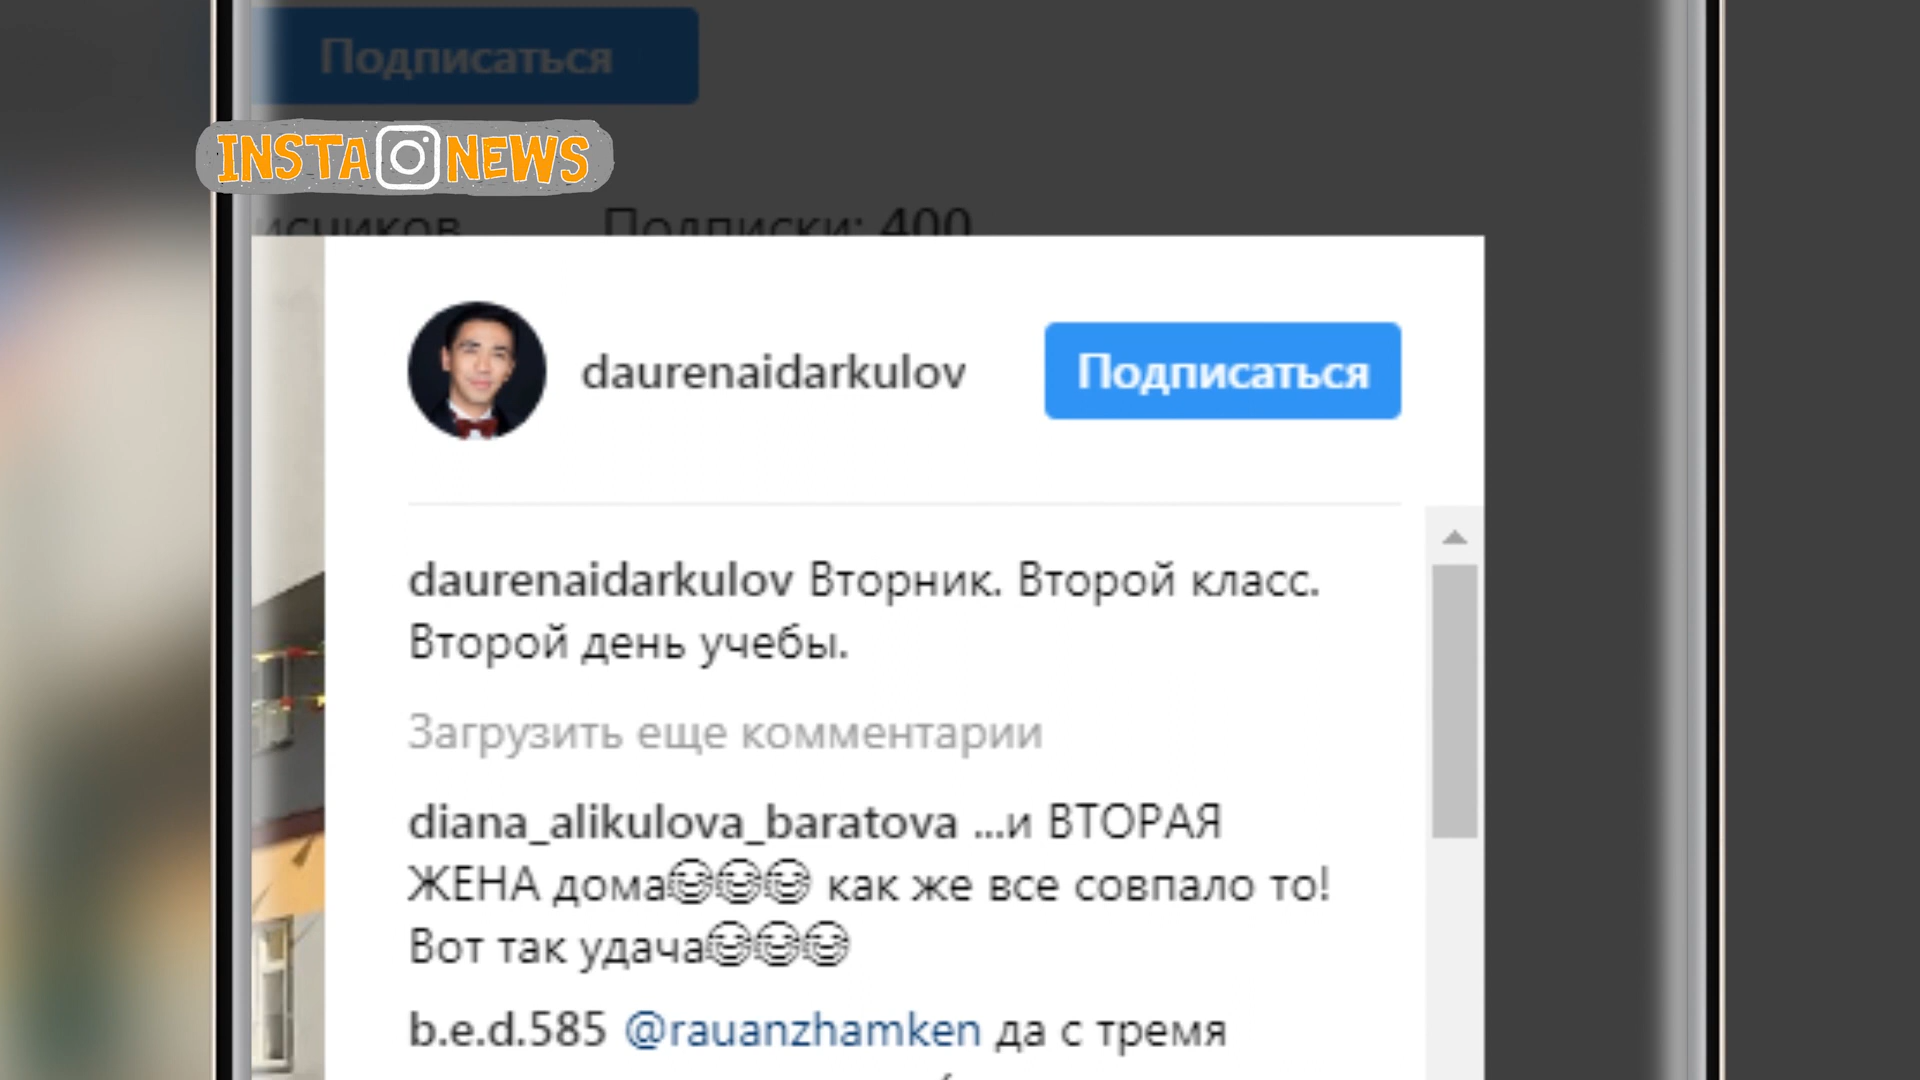 Подписаться
INSTA NEWS
исчиков Подписки: 400
daurenaidarkulov Подписаться
daurenaidarkulov Вторник. Второй класс.
Второй день учебы.
Загрузить еще комментарии
diana_alikulova_baratova ...и ВТОРАЯ
ЖЕНА дома😂😂😂 как же все совпало то!
Вот так удача😂😂😂
b.e.d.585 @rauanzhamken да с тремя